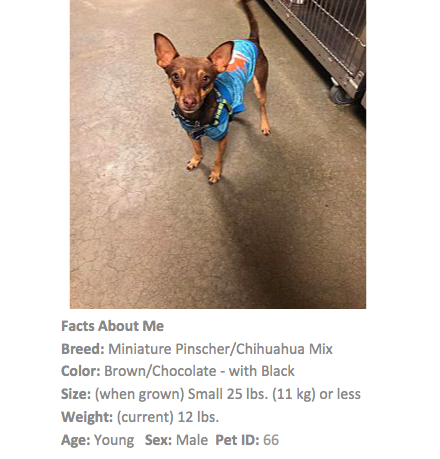 Facts About Me
Breed: Miniature Pinscher/Chihuahua Mix
Color: Brown/Chocolate - with Black
Size: (when grown) Small 25 lbs. (11 kg) or less
Weight: (current) 12 lbs.
Age: Young Sex: Male Pet ID: 66